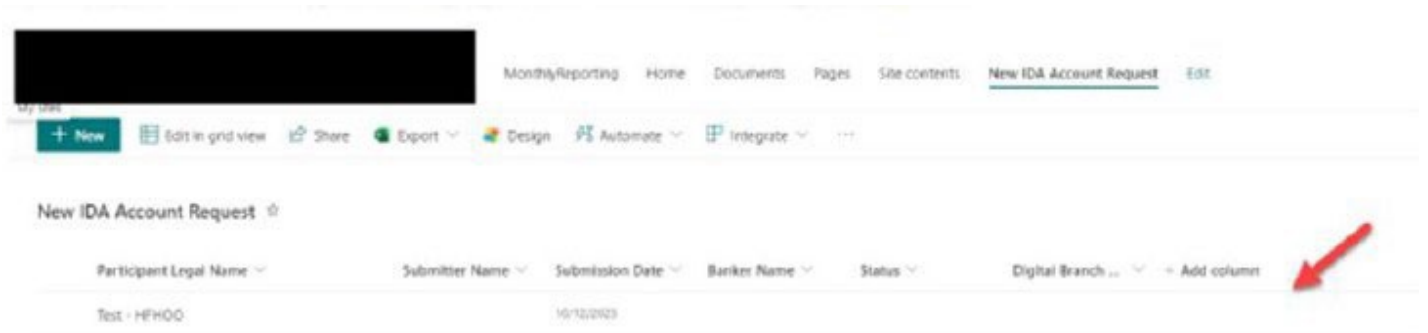 MonthlyReporting Home Documents Pages Site contents New IDA Account Request Edit
My sites
+ New Edit in grid view Share Export Design Automate Integrate ...
New IDA Account Request
Participant Legal Name Submitter Name Submission Date Banker Name Status Digital Branch ... + Add column
Test - HFHOO 10/12/2023